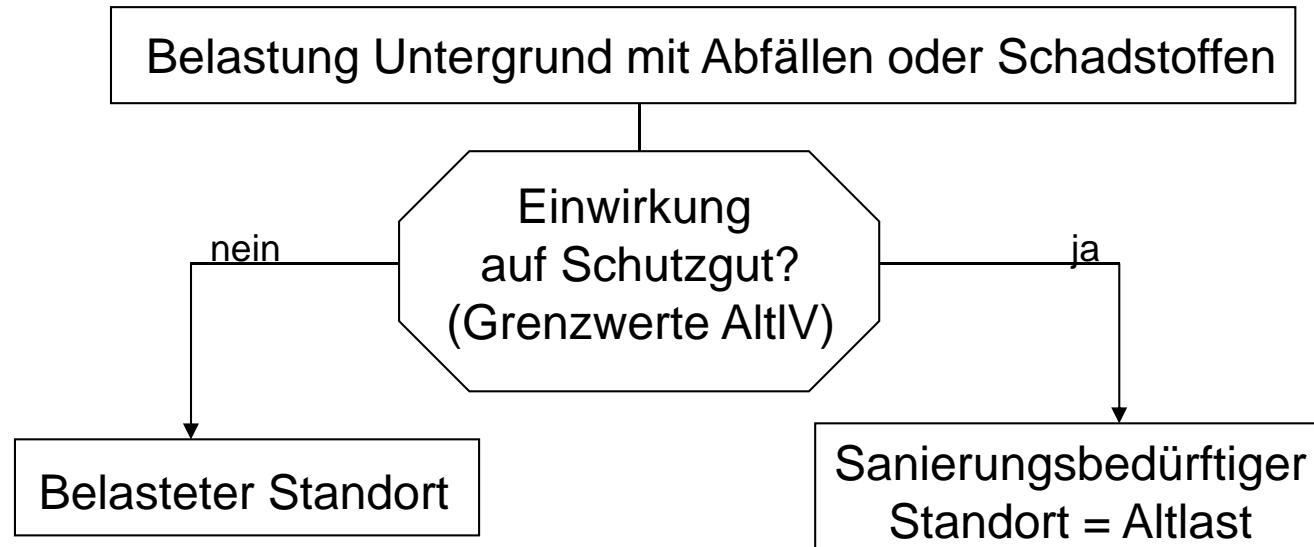 Belastung Untergrund mit Abfällen oder Schadstoffen
Einwirkung
auf Schutzgut?
(Grenzwerte AltlV)
nein
ja
Belasteter Standort
Sanierungsbedürftiger
Standort = Altlast